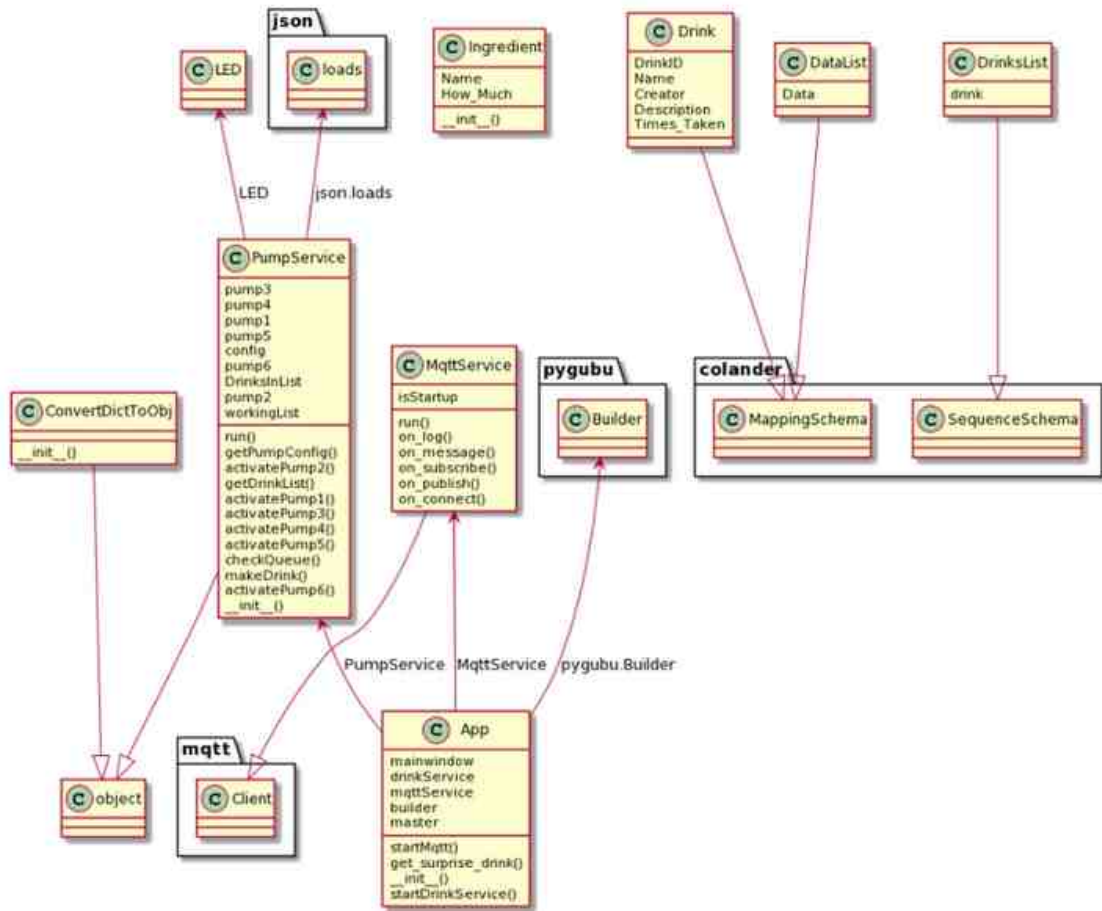 json
C LED
C loads
C Ingredient
Name
How_Much
__init__()
C Drink
DrinkID
Name
Creator
Description
Times_Taken
C DataList
Data
C DrinksList
drink
LED
json.loads
C PumpService
pump3
pump4
pump1
pump5
config
pump6
DrinksInList
pump2
workingList
run()
getPumpConfig()
activatePump2()
getDrinkList()
activatePump1()
activatePump3()
activatePump4()
activatePump5()
checkQueue()
makeDrink()
activatePump6()
__init__()
C ConvertDictToObj
__init__()
C MqttService
isStartup
run()
on_log()
on_message()
on_subscribe()
on_publish()
on_connect()
pygubu
C Builder
colander
C MappingSchema
C SequenceSchema
PumpService
MqttService
pygubu.Builder
C object
mqtt
C Client
C App
mainwindow
drinkService
mqttService
builder
master
startMqtt()
get_surprise_drink()
__init__()
startDrinkService()